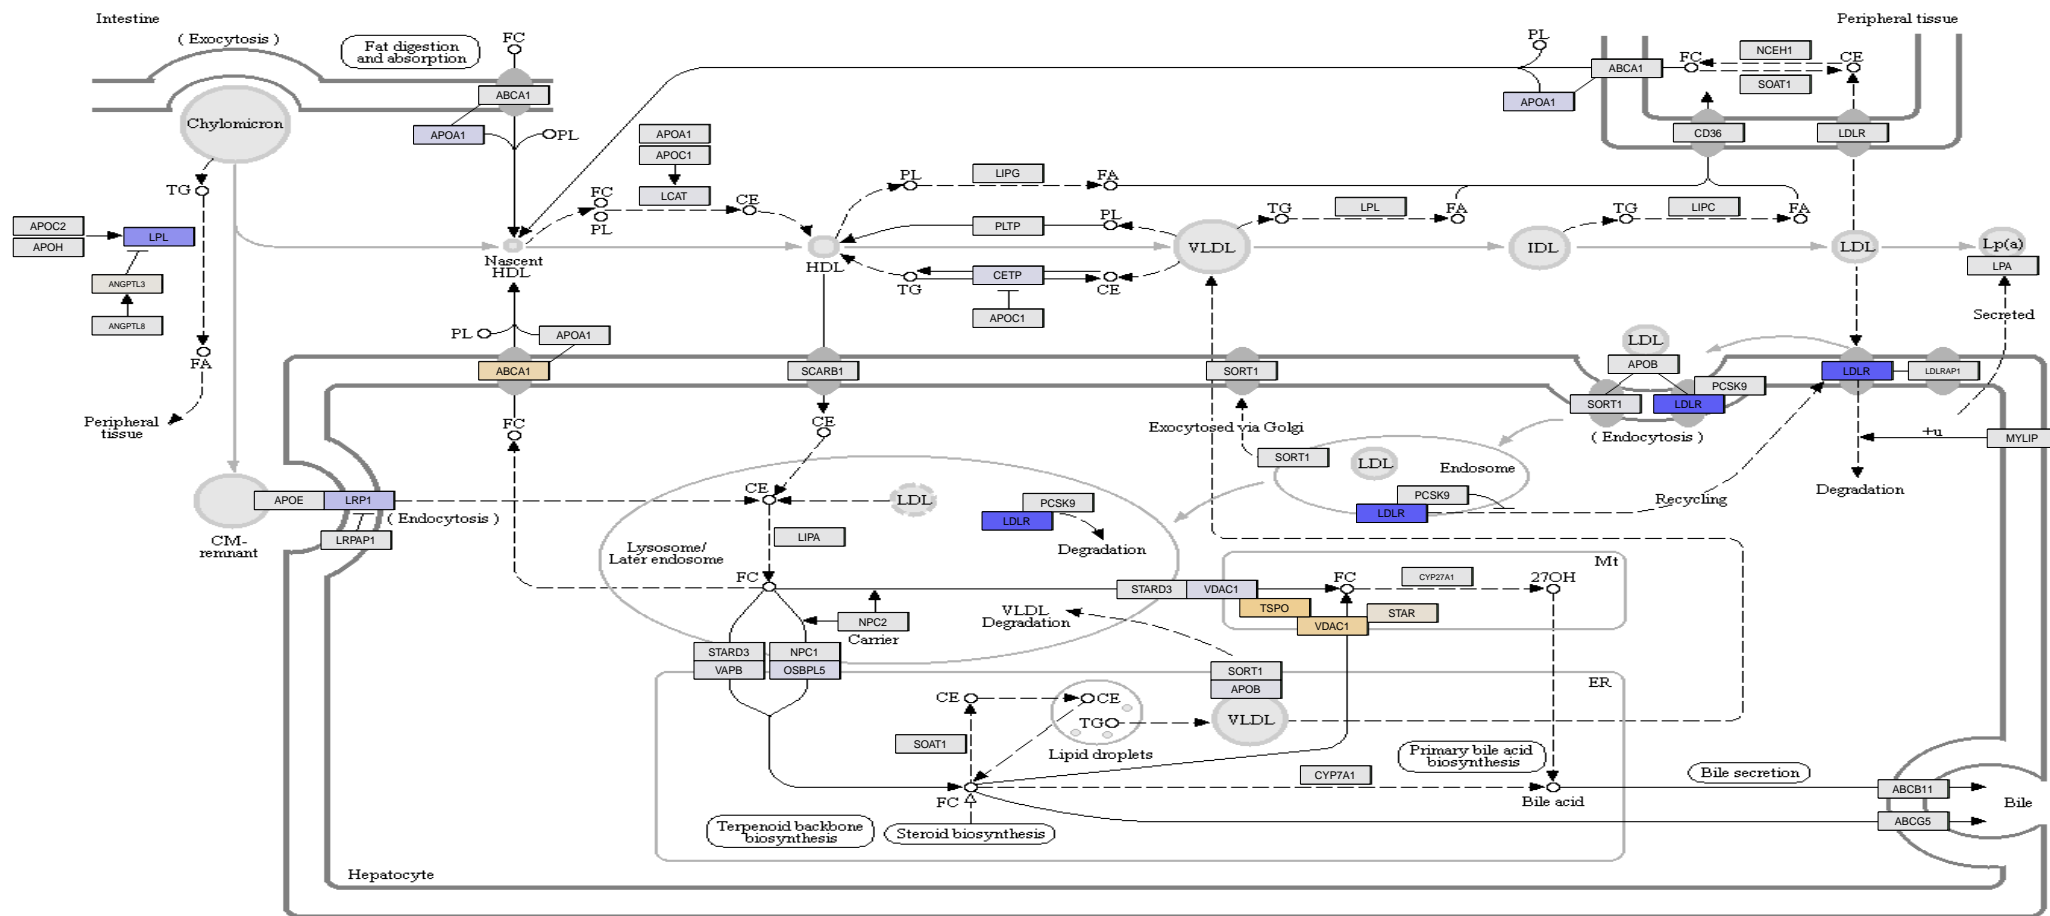 Intestine
Peripheral tissue
( Exocytosis )
Fat digestion
and absorption
FC
PL
NCEH1
ABCA1
FC
CE
SOAT1
ABCA1
APOA1
Chylomicron
APOA1
PL
APOA1
APOC1
CD36
LDLR
TG
PL
LIPG
FA
FC
LCAT
CE
PL
TG
LPL
FA
TG
LIPC
FA
APOC2
APOH
LPL
PL
PLTP
Nascent
HDL
HDL
VLDL
IDL
LDL
Lp(a)
LPA
ANGPTL3
TG
CETP
CE
ANGPTL8
APOC1
Secreted
PL
APOA1
LDL
FA
ABCA1
SCARB1
SORT1
APOB
PCSK9
LDLR
LDLRAP1
SORT1
LDLR
Peripheral
tissue
FC
CE
Exocytosed via Golgi
( Endocytosis )
+u
MYLIP
SORT1
LDL
Endosome
CE
LDL
PCSK9
LDLR
Recycling
Degradation
APOE
LRP1
( Endocytosis )
PCSK9
LDLR
Degradation
CM-
remnant
LRPAP1
LIPA
Lysosome/
Later endosome
Mt
FC
STARD3
VDAC1
FC
CYP27A1
27OH
TSPO
STAR
VDAC1
VLDL
Degradation
NPC2
Carrier
STARD3
NPC1
VAPB
OSBPL5
SORT1
APOB
ER
CE
CE
TG
VLDL
SOAT1
Lipid droplets
Primary bile acid
biosynthesis
CYP7A1
Bile secretion
FC
Bile acid
ABCB11
Bile
ABCG5
Terpenoid backbone
biosynthesis
Steroid biosynthesis
Hepatocyte